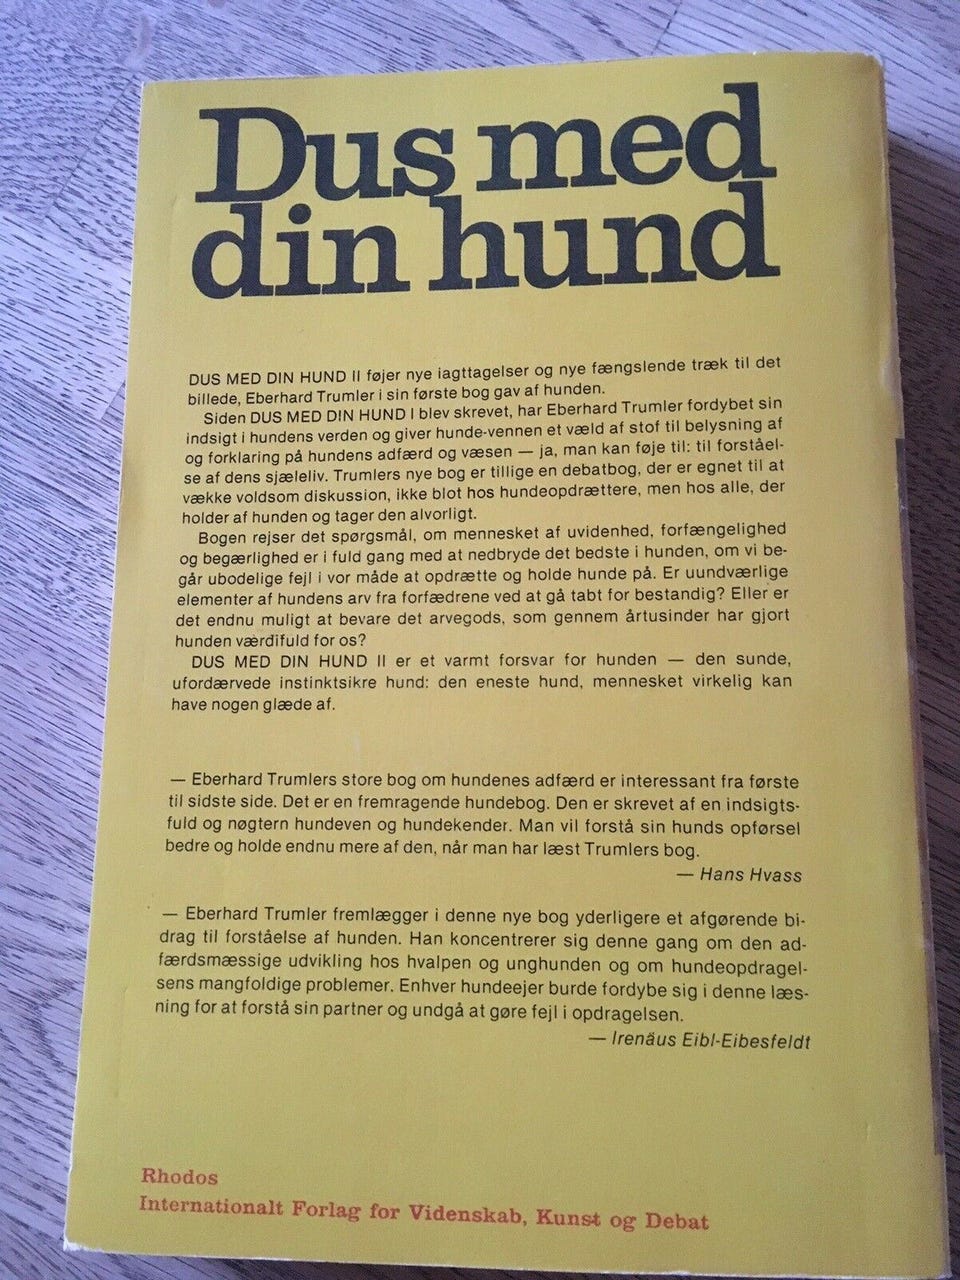 Dus med
din hund
DUS MED DIN HUND II føjer nye iagttagelser og nye fængslende træk til det
billede, Eberhard Trumler i sin første bog gav af hunden.
Siden DUS MED DIN HUND I blev skrevet, har Eberhard Trumler fordybet sin
indsigt i hundens verden og giver hunde-vennen et væld af stof til belysning af
og forklaring på hundens adfærd og væsen — ja, man kan føje til: til forståel-
se af dens sjæleliv. Trumlers nye bog er tillige en debatbog, der er egnet til at
vække voldsom diskussion, ikke blot hos hundeopdrættere, men hos alle, der
holder af hunden og tager den alvorligt.
Bogen rejser det spørgsmål, om mennesket af uvidenhed, forfængelighed
og begærlighed er i fuld gang med at nedbryde det bedste i hunden, om vi be-
går ubodelige fejl i vor måde at opdrætte og holde hunde på. Er uundværlige
elementer af hundens arv fra forfædrene ved at gå tabt for bestandig? Eller er
det endnu muligt at bevare det arvegods, som gennem årtusinder har gjort
hunden værdifuld for os?
DUS MED DIN HUND II er et varmt forsvar for hunden — den sunde,
ufordærvede instinktsikre hund: den eneste hund, mennesket virkelig kan
have nogen glæde af.
— Eberhard Trumlers store bog om hundenes adfærd er interessant fra første
til sidste side. Det er en fremragende hundebog. Den er skrevet af en indsigts-
fuld og nøgtern hundeven og hundekender. Man vil forstå sin hunds opførsel
bedre og holde endnu mere af den, når man har læst Trumlers bog.
— Hans Hvass
— Eberhard Trumler fremlægger i denne nye bog yderligere et afgørende bi-
drag til forståelse af hunden. Han koncentrerer sig denne gang om den ad-
færdsmæssige udvikling hos hvalpen og unghunden og om hundeopdragel-
sens mangfoldige problemer. Enhver hundeejer burde fordybe sig i denne læs-
ning for at forstå sin partner og undgå at gøre fejl i opdragelsen.
— Irenäus Eibl-Eibesfeldt
Rhodos
Internationalt Forlag for Videnskab, Kunst og Debat